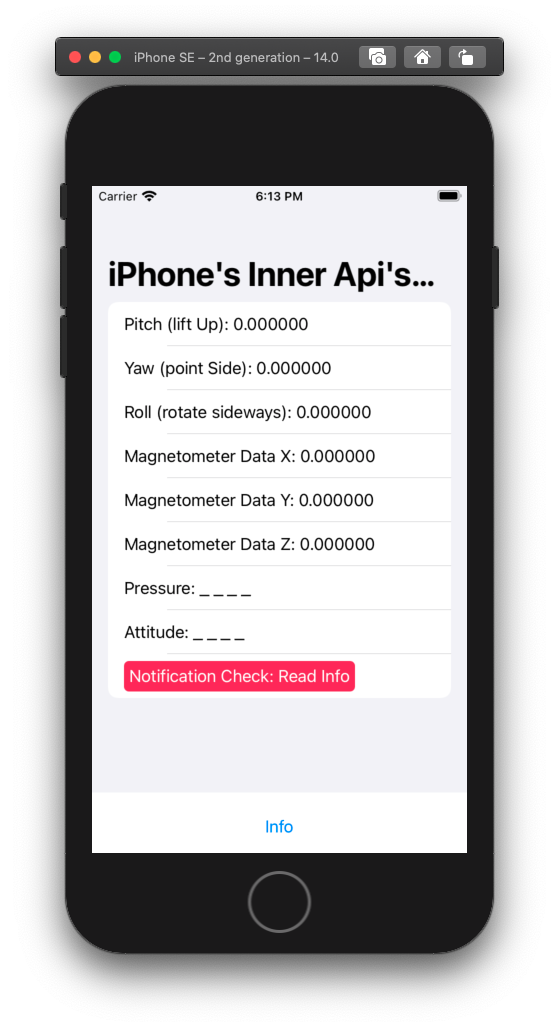 iPhone SE – 2nd generation – 14.0
Carrier 6:13 PM
iPhone's Inner Api's...
Pitch (lift Up): 0.000000
Yaw (point Side): 0.000000
Roll (rotate sideways): 0.000000
Magnetometer Data X: 0.000000
Magnetometer Data Y: 0.000000
Magnetometer Data Z: 0.000000
Pressure: _ _ _ _
Attitude: _ _ _ _
Notification Check: Read Info
Info